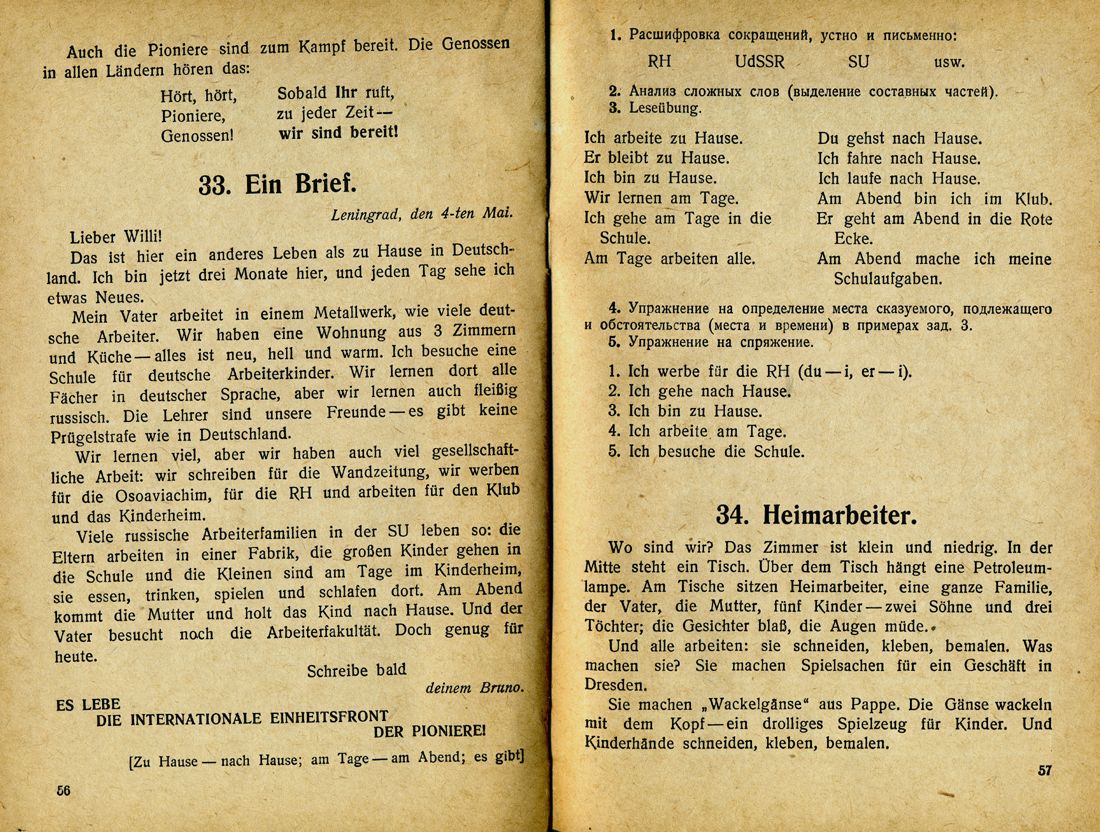 Auch die Pioniere sind zum Kampf bereit. Die Genossen
in allen Ländern hören das:
Hört, hört,
Pioniere,
Genossen!
Sobald Ihr ruft,
zu jeder Zeit—
wir sind bereit!
33. Ein Brief.
Leningrad, den 4-ten Mai.
Lieber Willi!
Das ist hier ein anderes Leben als zu Hause in Deutsch-
land. Ich bin jetzt drei Monate hier, und jeden Tag sehe ich
etwas Neues.
Mein Vater arbeitet in einem Metallwerk, wie viele deut-
sche Arbeiter. Wir haben eine Wohnung aus 3 Zimmern
und Küche—alles ist neu, hell und warm. Ich besuche eine
Schule für deutsche Arbeiterkinder. Wir lernen dort alle
Fächer in deutscher Sprache, aber wir lernen auch fleißig
russisch. Die Lehrer sind unsere Freunde—es gibt keine
Prügelstrafe wie in Deutschland.
Wir lernen viel, aber wir haben auch viel gesellschaft-
liche Arbeit: wir schreiben für die Wandzeitung, wir werben
für die Osoaviachim, für die RH und arbeiten für den Klub
und das Kinderheim.
Viele russische Arbeiterfamilien in der SU leben so: die
Eltern arbeiten in einer Fabrik, die großen Kinder gehen in
die Schule und die Kleinen sind am Tage im Kinderheim,
sie essen, trinken, spielen und schlafen dort. Am Abend
kommt die Mutter und holt das Kind nach Hause. Und der
Vater besucht noch die Arbeiterfakultät. Doch genug für
heute.
Schreibe bald
deinem Bruno.
ES LEBE
DIE INTERNATIONALE EINHEITSFRONT
DER PIONIERE!
[Zu Hause — nach Hause; am Tage — am Abend; es gibt]
56
1. Расшифровка сокращений, устно и письменно:
RH UdSSR SU usw.
2. Анализ сложных слов (выделение составных частей).
3. Leseübung.
Ich arbeite zu Hause.
Er bleibt zu Hause.
Ich bin zu Hause.
Wir lernen am Tage.
Ich gehe am Tage in die
Schule.
Am Tage arbeiten alle.
Du gehst nach Hause.
Ich fahre nach Hause.
Ich laufe nach Hause.
Am Abend bin ich im Klub.
Er geht am Abend in die Rote
Ecke.
Am Abend mache ich meine
Schulaufgaben.
4. Упражнение на определение места сказуемого, подлежащего
и обстоятельства (места и времени) в примерах зад. 3.
5. Упражнение на спряжение.
1. Ich werbe für die RH (du — i, er — i).
2. Ich gehe nach Hause.
3. Ich bin zu Hause.
4. Ich arbeite am Tage.
5. Ich besuche die Schule.
34. Heimarbeiter.
Wo sind wir? Das Zimmer ist klein und niedrig. In der
Mitte steht ein Tisch. Über dem Tisch hängt eine Petroleum-
lampe. Am Tische sitzen Heimarbeiter, eine ganze Familie,
der Vater, die Mutter, fünf Kinder—zwei Söhne und drei
Töchter; die Gesichter blaß, die Augen müde.
Und alle arbeiten: sie schneiden, kleben, bemalen. Was
machen sie? Sie machen Spielsachen für ein Geschäft in
Dresden.
Sie machen „Wackelgänse“ aus Pappe. Die Gänse wackeln
mit dem Kopf—ein drolliges Spielzeug für Kinder. Und
Kinderhände schneiden, kleben, bemalen.
57